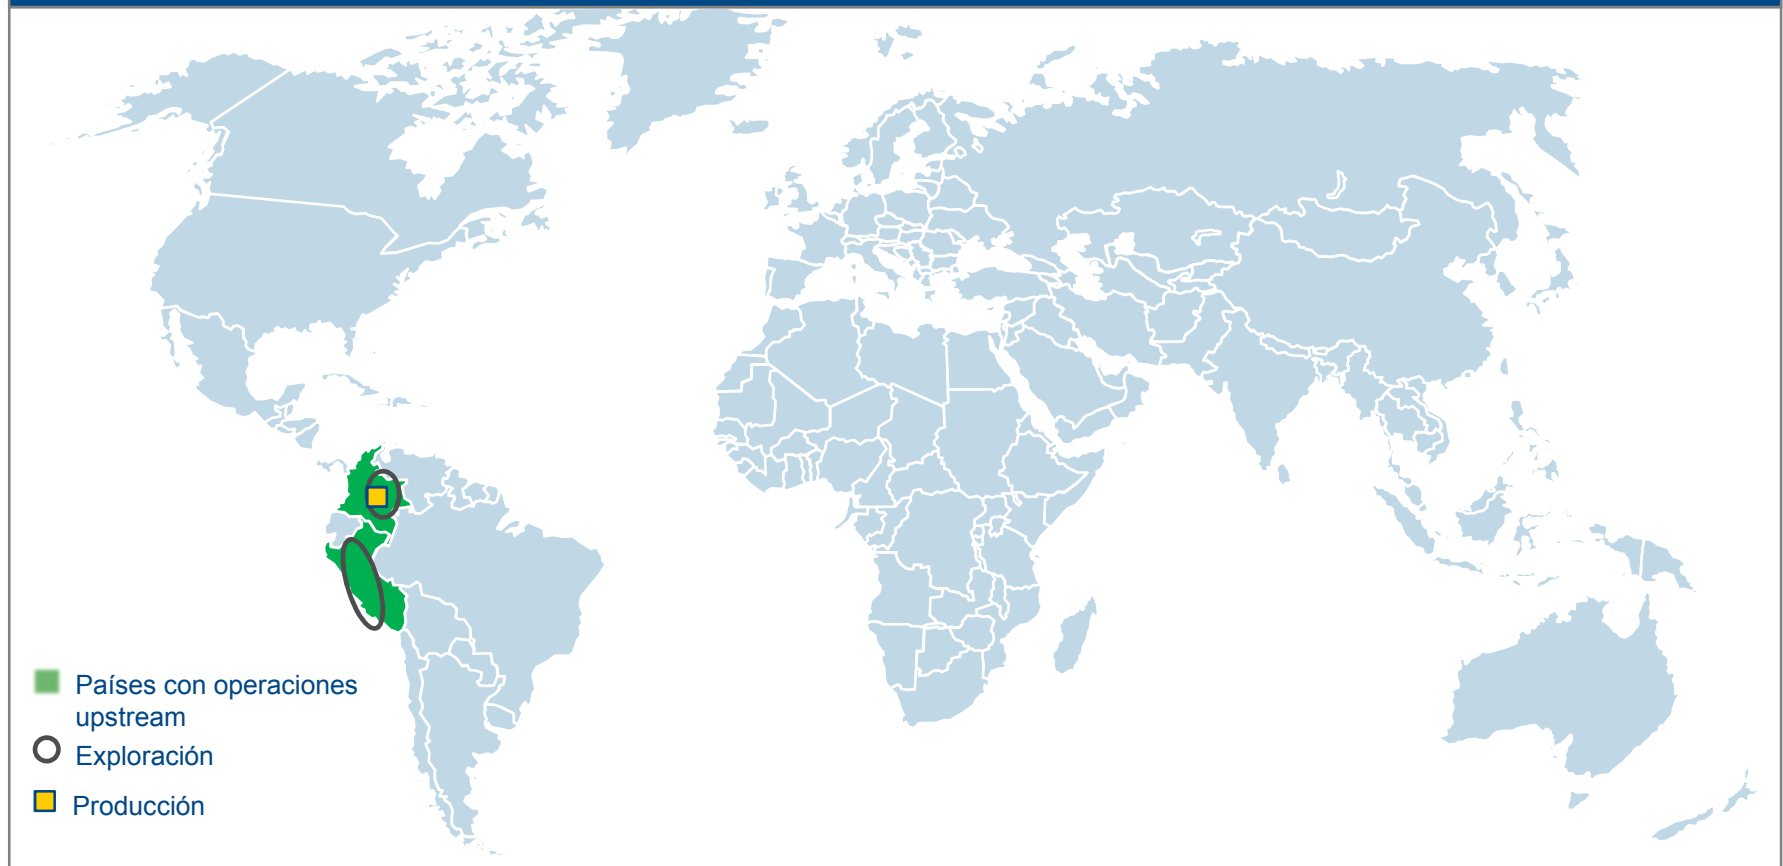 Países con operaciones
upstream
Exploración
Producción